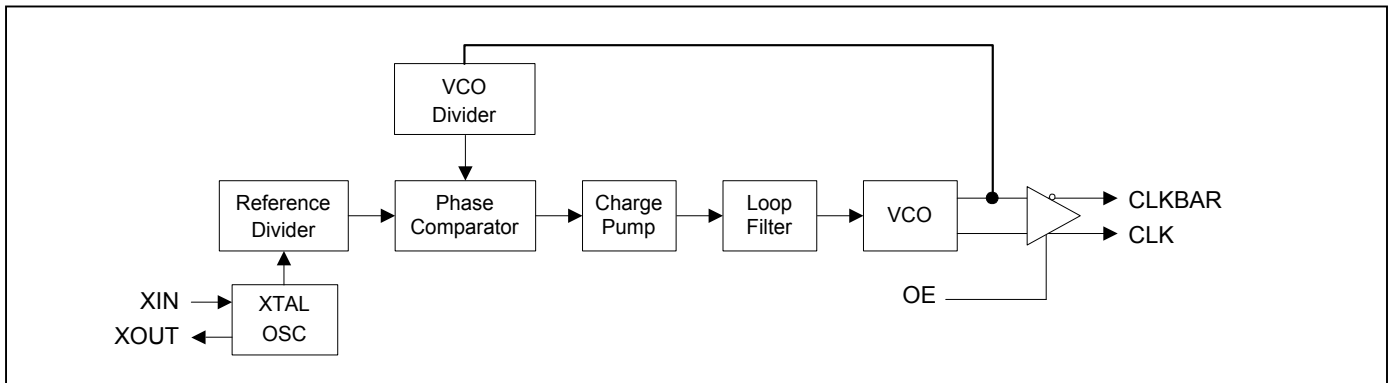 VCO
Divider
Reference
Divider
Phase
Comparator
Charge
Pump
Loop
Filter
VCO
CLKBAR
CLK
XIN
XOUT
XTAL
OSC
OE